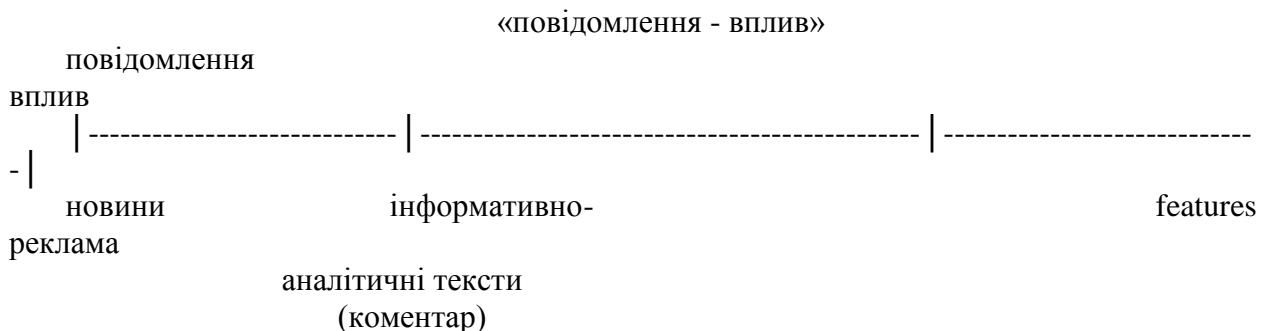 «повідомлення - вплив»
повідомлення
вплив
|----------------------------- |----------------------------------------------- |-----------------------------
- |
новини інформативно- features
реклама
аналітичні тексти
(коментар)